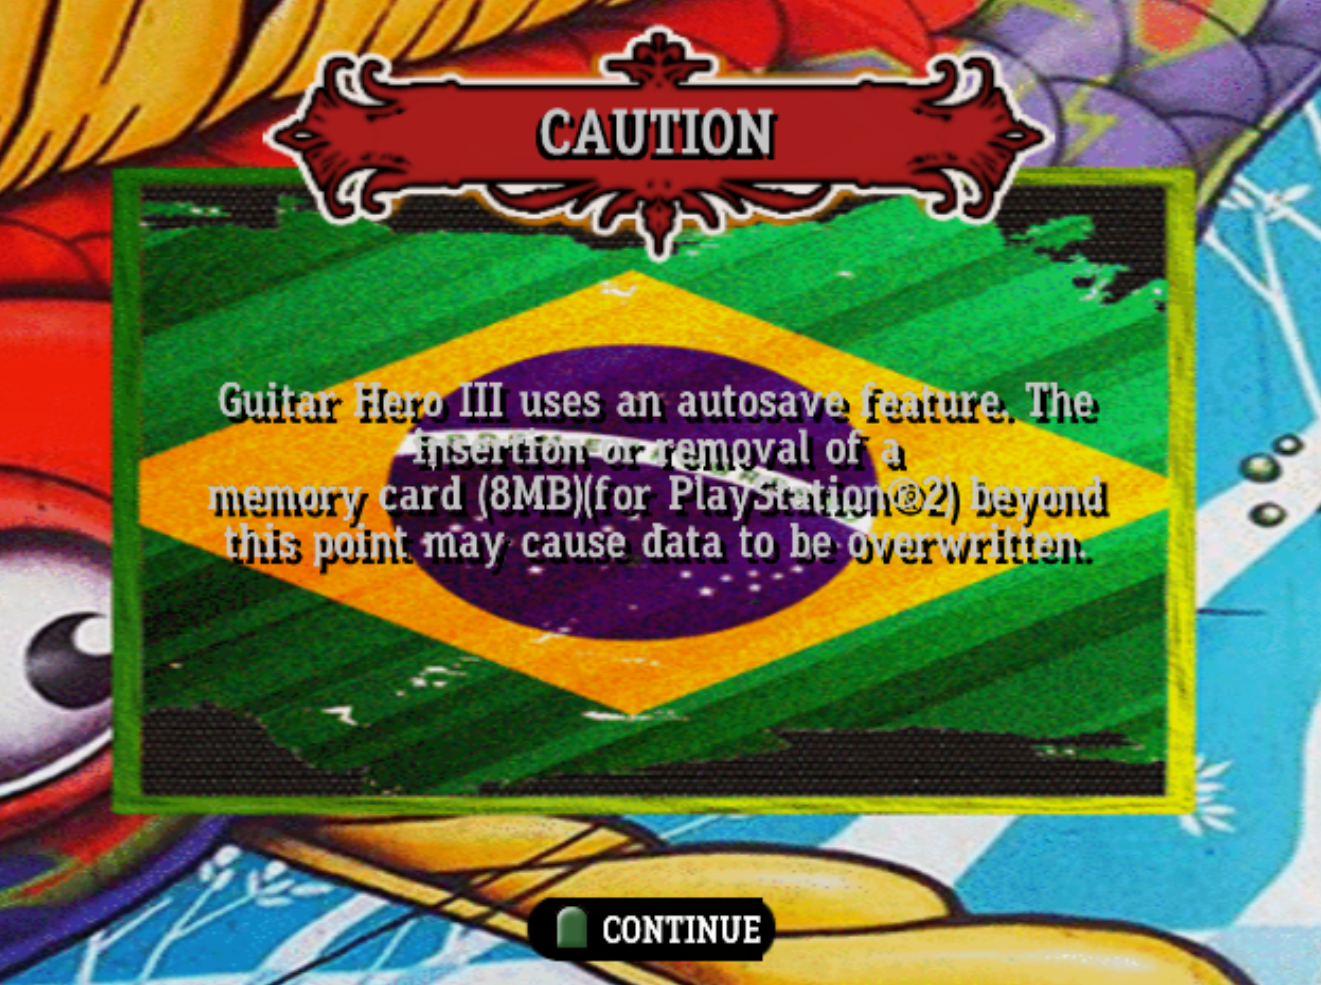 CAUTION
Guitar Hero III uses an autosave feature. The
insertion or removal of a
memory card (8MB)(for PlayStation®2) beyond
this point may cause data to be overwritten.
CONTINUE